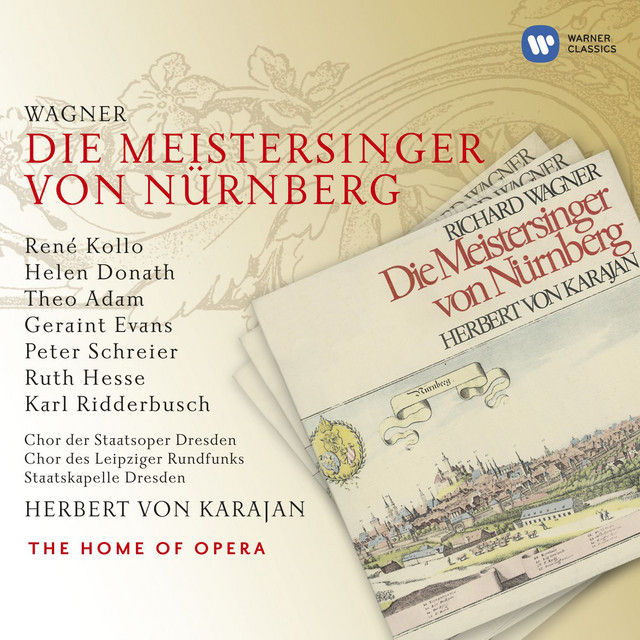 WARNER
CLASSICS
WAGNER
DIE MEISTERSINGER
VON NÜRNBERG
René Kollo
Helen Donath
Theo Adam
Geraint Evans
Peter Schreier
Ruth Hesse
Karl Ridderbusch
Chor der Staatsoper Dresden
Chor des Leipziger Rundfunks
Staatskapelle Dresden
HERBERT VON KARAJAN
THE HOME OF OPERA
WAGNER
WAGNER
RICHARD WAGNER
Die Meistersinger
von Nürnberg
HERBERT VON KARAJAN
Nürnberg.